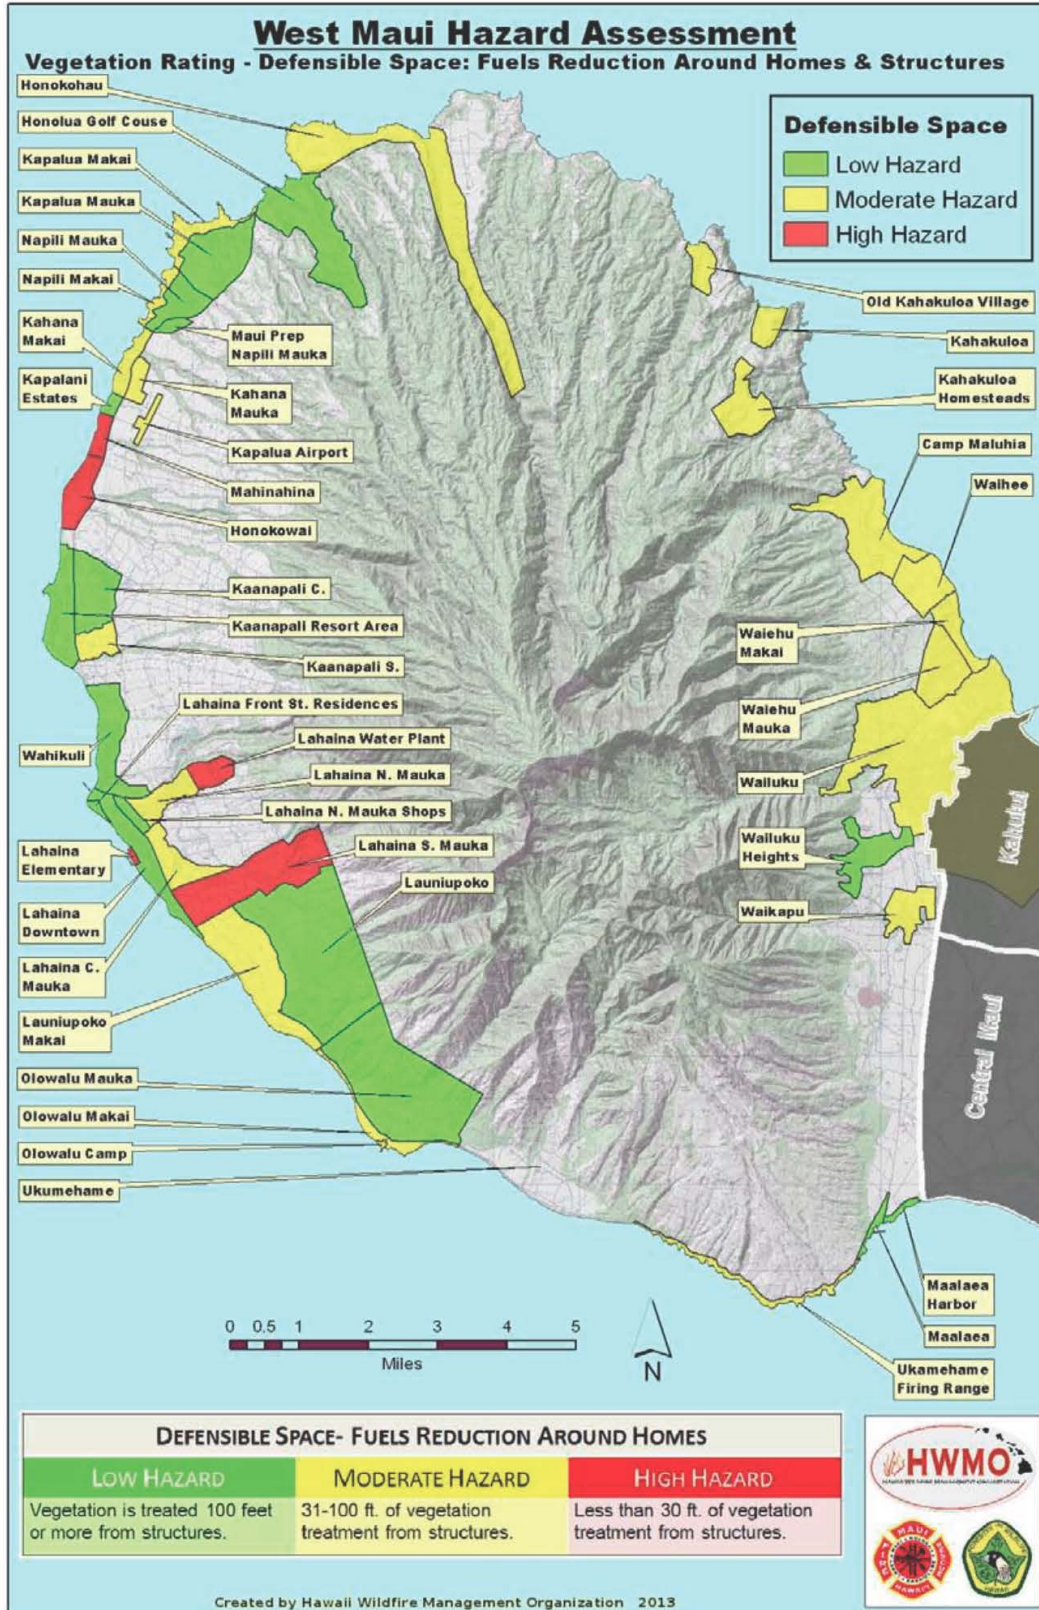 West Maui Hazard Assessment
Vegetation Rating - Defensible Space: Fuels Reduction Around Homes & Structures
Honokohau
Honolua Golf Couse
Kapalua Makai
Kapalua Mauka
Napili Mauka
Napili Makai
Kahana
Makai
Kapalani
Estates
Maui Prep
Napili Mauka
Kahana
Mauka
Kapalua Airport
Mahinahina
Honokowai
Kaanapali C.
Kaanapali Resort Area
Kaanapali S.
Lahaina Front St. Residences
Wahikuli
Lahaina Water Plant
Lahaina N. Mauka
Lahaina N. Mauka Shops
Lahaina S. Mauka
Launiupoko
Lahaina
Elementary
Lahaina
Downtown
Lahaina C.
Mauka
Launiupoko
Makai
Olowalu Mauka
Olowalu Makai
Olowalu Camp
Ukumehame
Defensible Space
Low Hazard
Moderate Hazard
High Hazard
Old Kahakuloa Village
Kahakuloa
Kahakuloa
Homesteads
Camp Maluhia
Waihee
Waiehu
Makai
Waiehu
Mauka
Wailuku
Wailuku
Heights
Waikapu
Kahului
Central Maui
Maalaea
Harbor
Maalaea
Ukamehame
Firing Range
0 0.5 1 2 3 4 5
Miles
N
DEFENSIBLE SPACE- FUELS REDUCTION AROUND HOMES
LOW HAZARD
MODERATE HAZARD
HIGH HAZARD
Vegetation is treated 100 feet
or more from structures.
31-100 ft. of vegetation
treatment from structures.
Less than 30 ft. of vegetation
treatment from structures.
HWMO
MAUI
FIRE
HAWAII
Created by Hawaii Wildfire Management Organization 2013